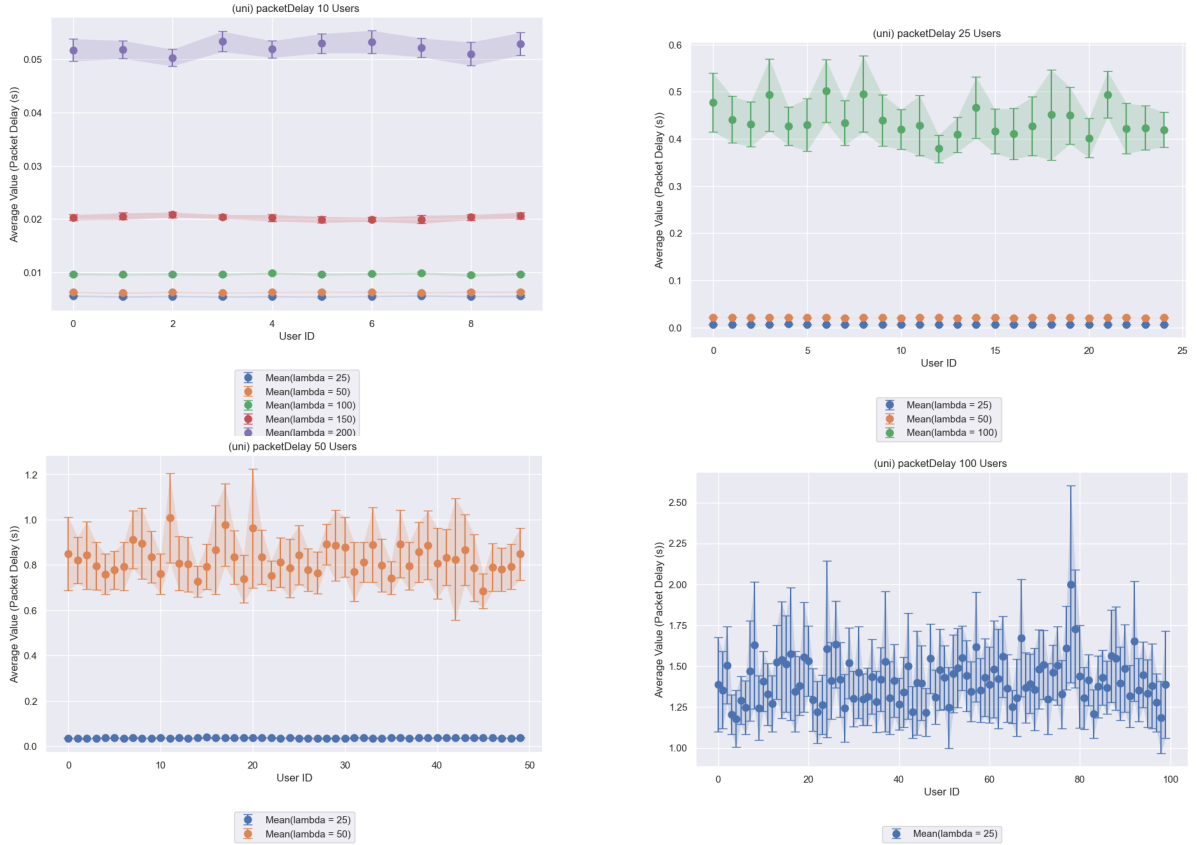 (uni) packetDelay 10 Users
Average Value (Packet Delay (s))
0.05
0.04
0.03
0.02
0.01
0 2 4 6 8
User ID
Mean(lambda = 25)
Mean(lambda = 50)
Mean(lambda = 100)
Mean(lambda = 150)
Mean(lambda = 200)
(uni) packetDelay 25 Users
Average Value (Packet Delay (s))
0.6
0.5
0.4
0.3
0.2
0.1
0.0
0 5 10 15 20 25
User ID
Mean(lambda = 25)
Mean(lambda = 50)
Mean(lambda = 100)
(uni) packetDelay 50 Users
Average Value (Packet Delay (s))
1.2
1.0
0.8
0.6
0.4
0.2
0.0
0 10 20 30 40 50
User ID
Mean(lambda = 25)
Mean(lambda = 50)
(uni) packetDelay 100 Users
Average Value (Packet Delay (s))
2.50
2.25
2.00
1.75
1.50
1.25
1.00
0 20 40 60 80 100
User ID
Mean(lambda = 25)